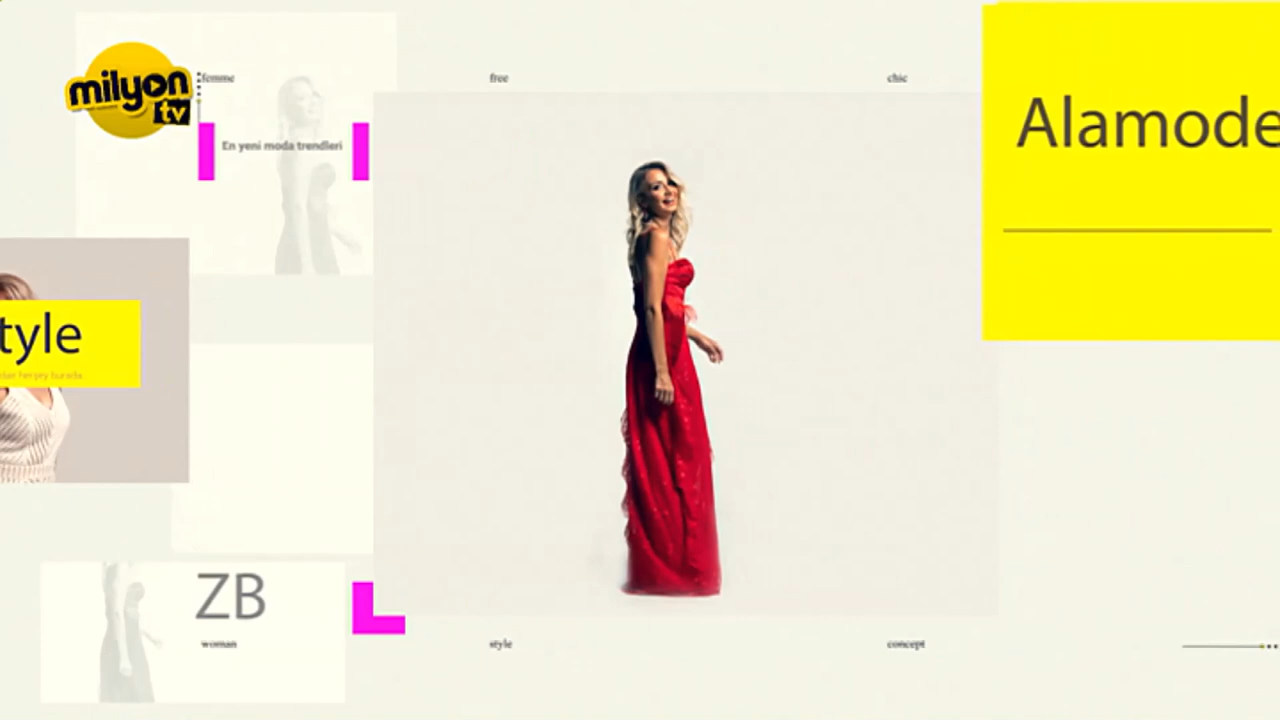 milyon
tv
femme
free
chic
En yeni moda trendleri
Alamode
tyle
ZB
woman
style
concept